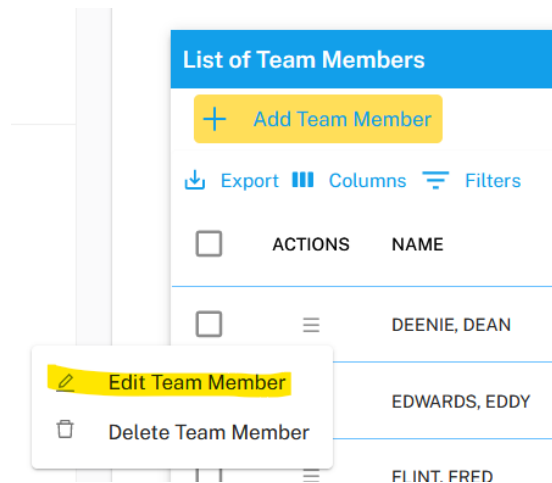 List of Team Members
Add Team Member
Export Columns Filters
ACTIONS NAME
DEENIE, DEAN
Edit Team Member
EDWARDS, EDDY
Delete Team Member
FLINT, FRED